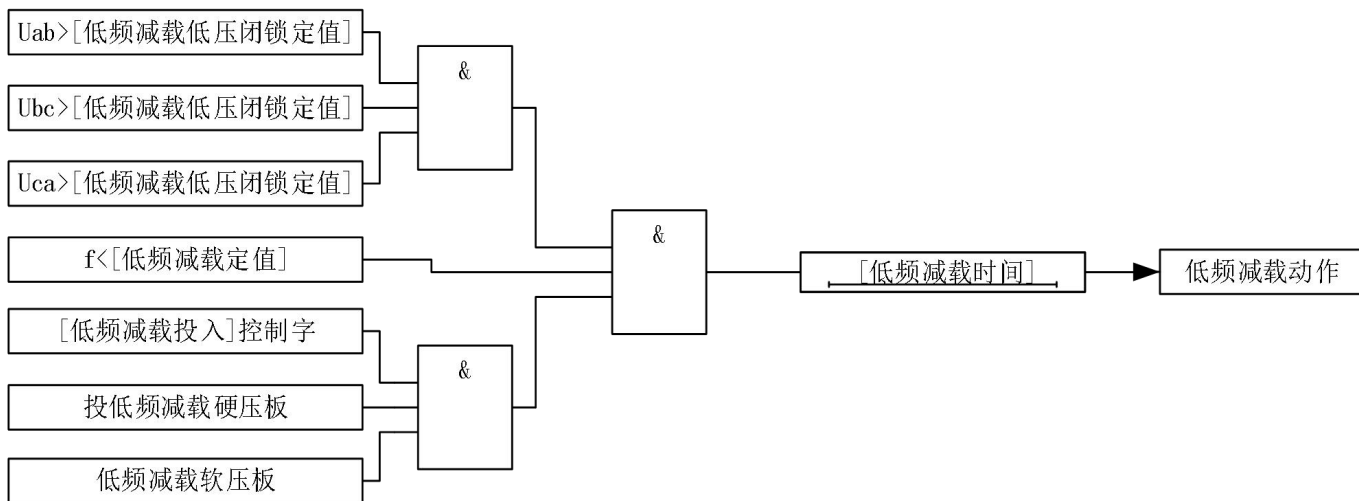 Uab>[低频减载低压闭锁定值]
&
Ubc>[低频减载低压闭锁定值]
Uca>[低频减载低压闭锁定值]
&
f<[低频减载定值]
[低频减载时间]
低频减载动作
[低频减载投入]控制字
&
投低频减载硬压板
低频减载软压板